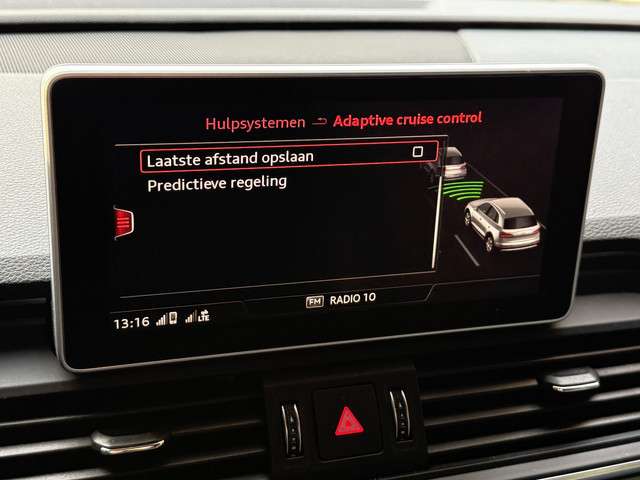 Hulpsystemen Adaptive cruise control
Laatste afstand opslaan
Predictieve regeling
FM RADIO 10
13:16 LTE